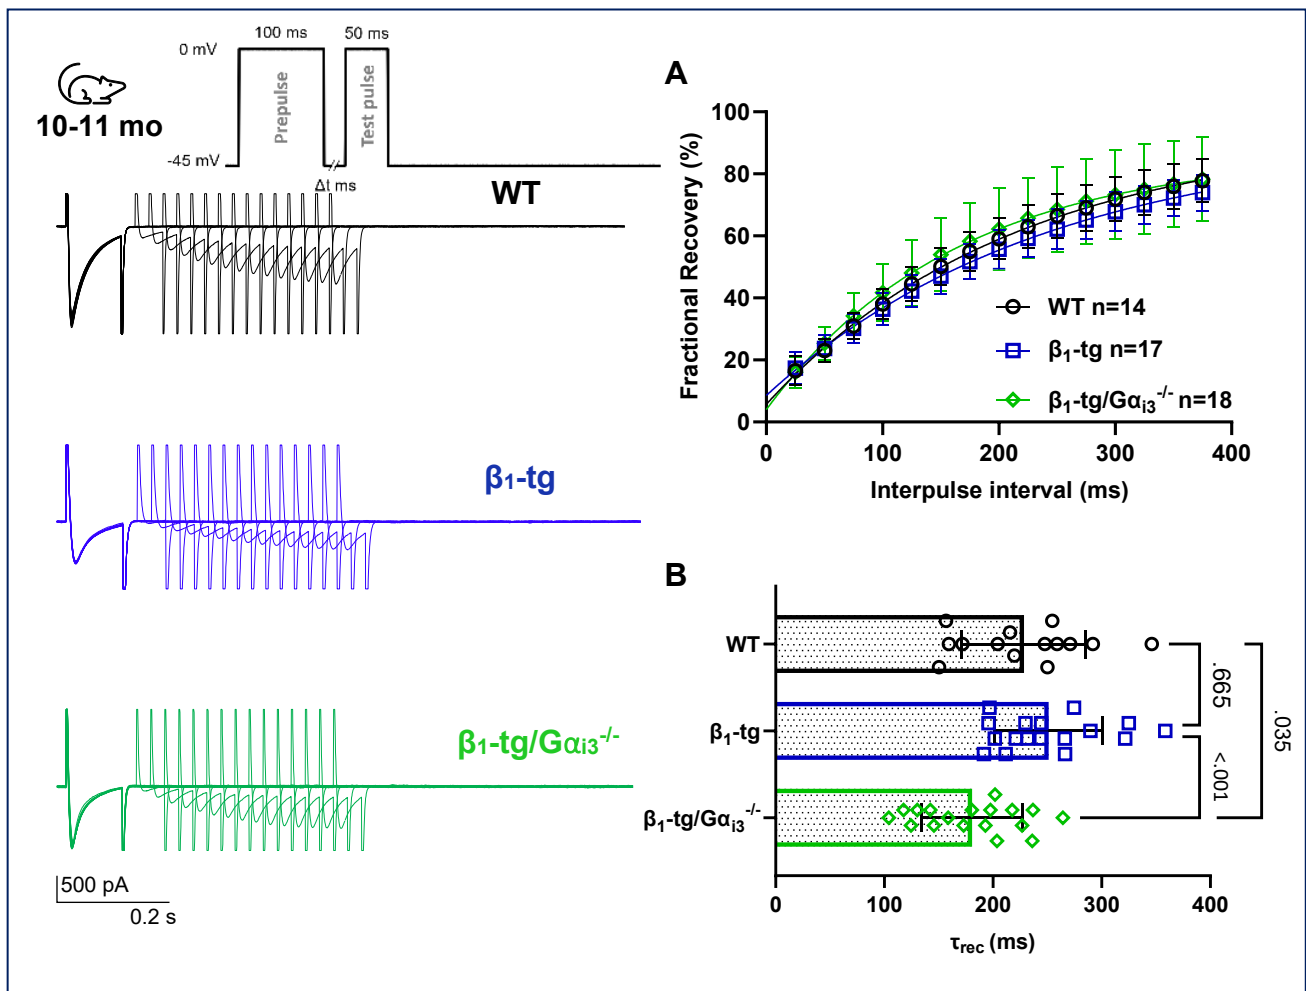 100 ms
50 ms
0 mV
Prepulse
Test pulse
-45 mV
Δt ms
10-11 mo
WT
β₁-tg
β₁-tg/Gαᵢ₃⁻/⁻
500 pA
0.2 s
A
Fractional Recovery (%)
100
80
60
40
20
0
0 100 200 300 400
Interpulse interval (ms)
WT n=14
β₁-tg n=17
β₁-tg/Gαᵢ₃⁻/⁻ n=18
B
WT
β₁-tg
β₁-tg/Gαᵢ₃⁻/⁻
.665
<.001
.035
0 100 200 300 400
τrec (ms)